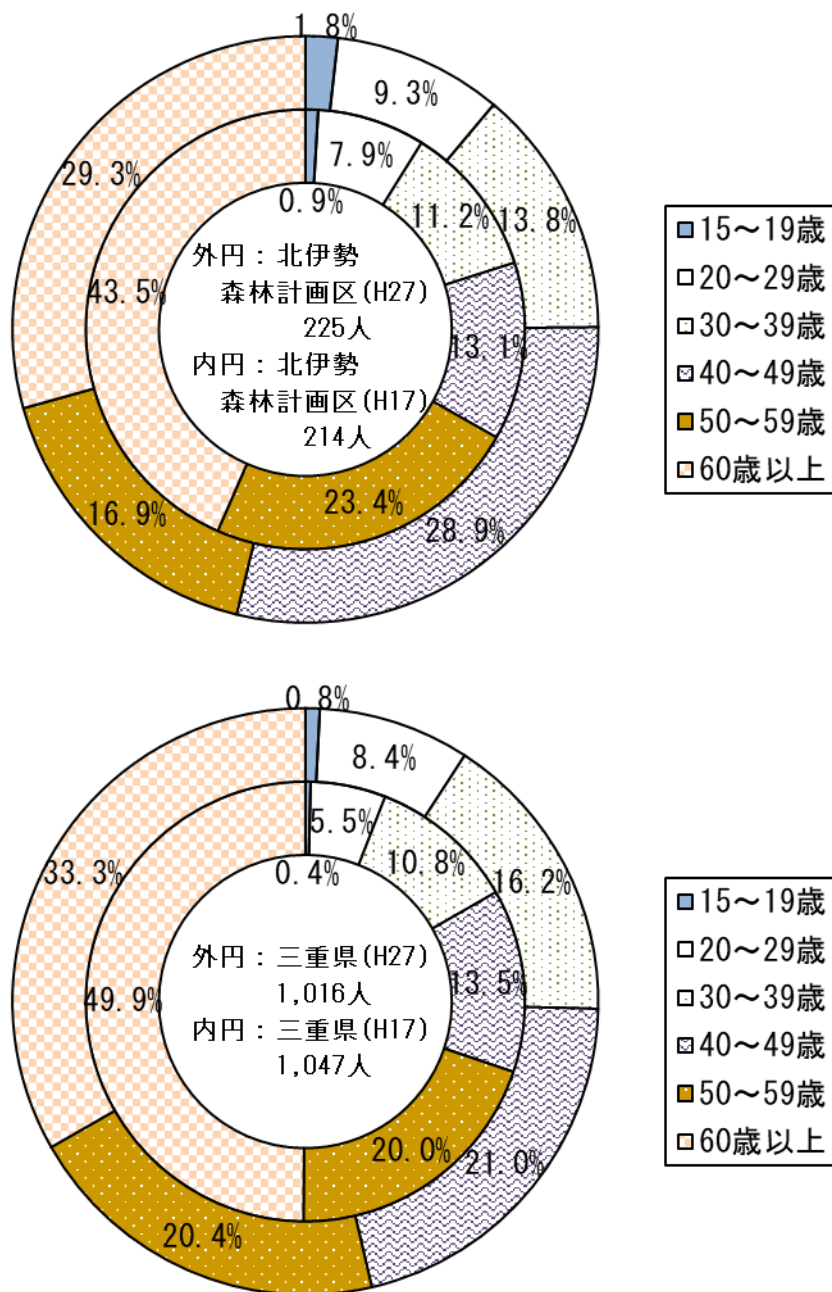 1.8%
9.3%
7.9%
29.3%
0.9%
11.2%
13.8%
外円：北伊勢
森林計画区(H27)
225人
内円：北伊勢
森林計画区(H17)
214人
43.5%
13.1%
23.4%
16.9%
28.9%
■15～19歳
□20～29歳
□30～39歳
□40～49歳
■50～59歳
□60歳以上
0.8%
8.4%
5.5%
33.3%
0.4%
10.8%
16.2%
外円：三重県(H27)
1,016人
内円：三重県(H17)
1,047人
49.9%
13.5%
20.0%
21.0%
20.4%
■15～19歳
□20～29歳
□30～39歳
□40～49歳
■50～59歳
□60歳以上